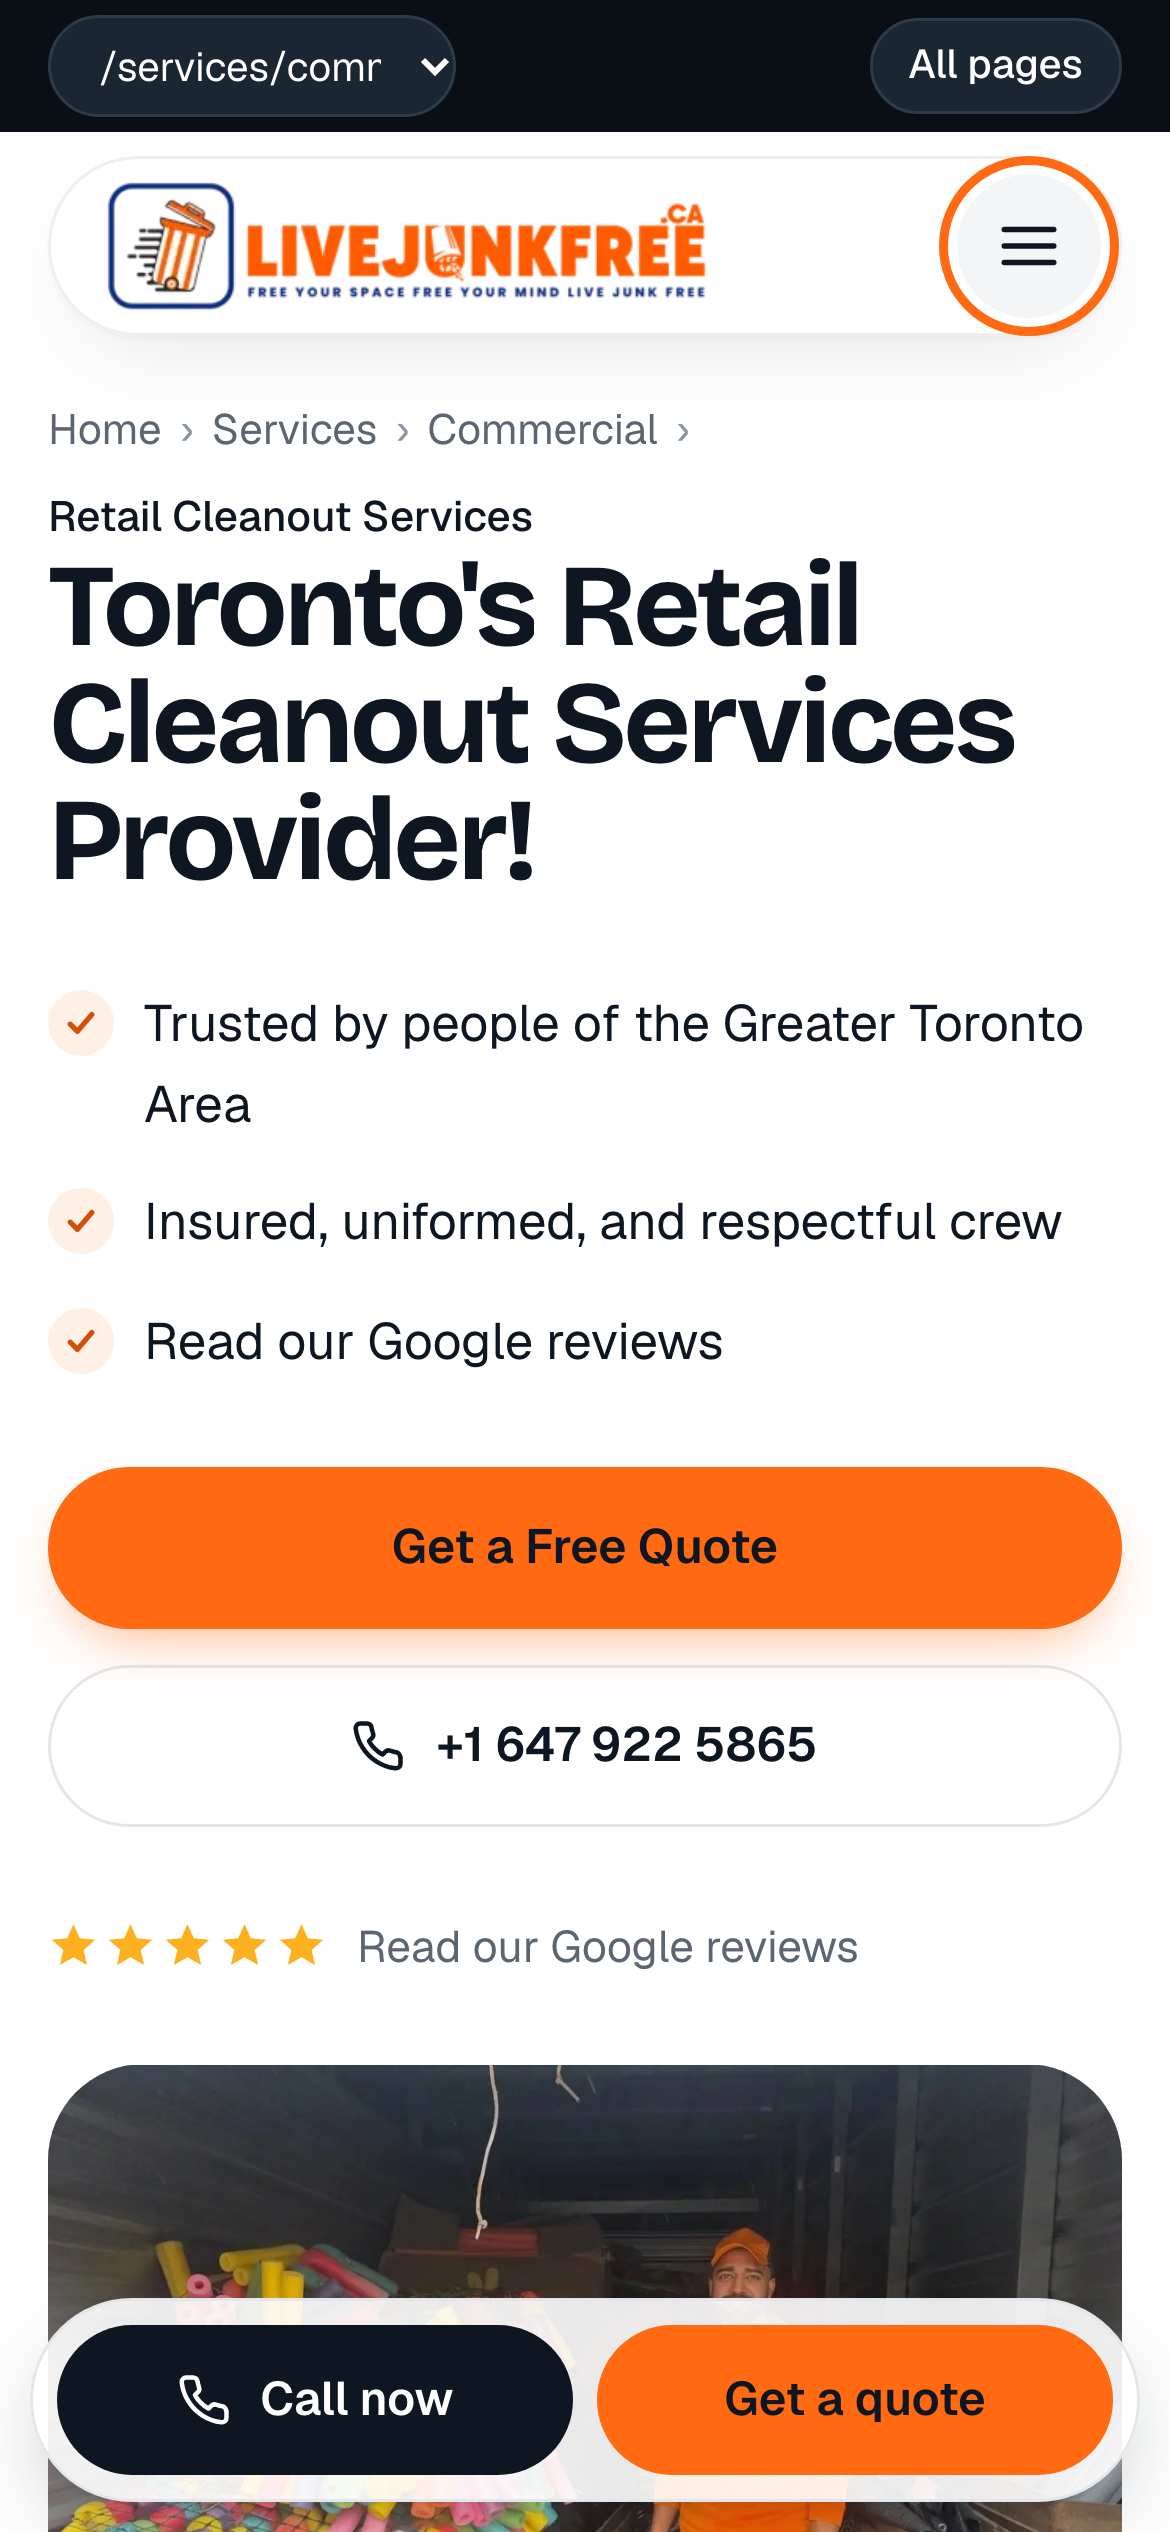 /services/comr
All pages
LIVEJUNKFREE
.CA
FREE YOUR SPACE FREE YOUR MIND LIVE JUNK FREE
Home › Services › Commercial ›
Retail Cleanout Services
Toronto's Retail
Cleanout Services
Provider!
Trusted by people of the Greater Toronto
Area
Insured, uniformed, and respectful crew
Read our Google reviews
Get a Free Quote
+1 647 922 5865
Read our Google reviews
Call now
Get a quote